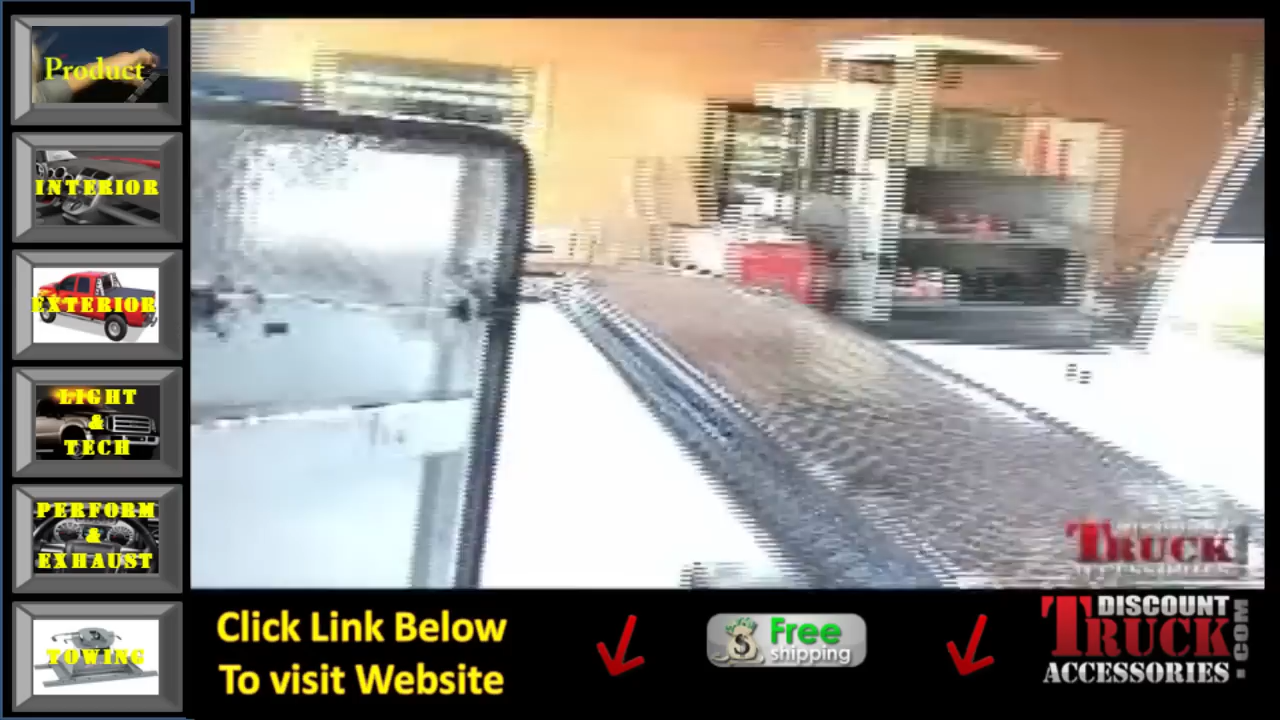 Product
INTERIOR
EXTERIOR
LIGHT
&
TECH
PERFORM
&
EXHAUST
TOWING
TRUCK
ACCESSORIES
Click Link Below
To visit Website
$
Free
shipping
DISCOUNT
TRUCK
ACCESSORIES
.COM